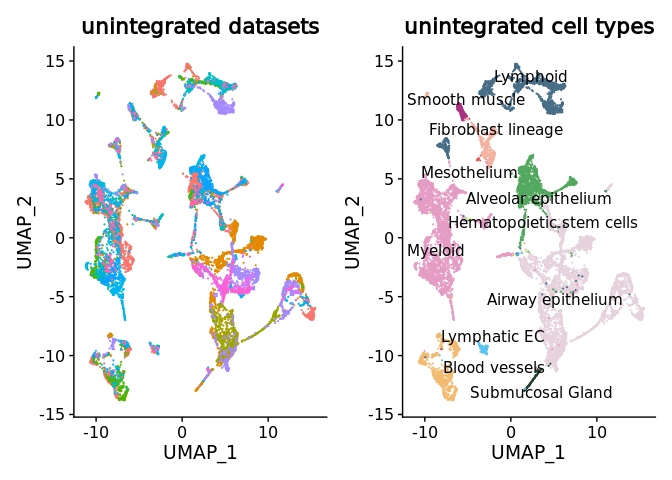 unintegrated datasets
15
10
5
0
-5
-10
-15
UMAP_2
-10
0
10
UMAP_1
unintegrated cell types
15
10
5
0
-5
-10
-15
UMAP_2
Lymphoid
Smooth muscle
Fibroblast lineage
Mesothelium
Alveolar epithelium
Hematopoietic stem cells
Myeloid
Airway epithelium
Lymphatic EC
Blood vessels
Submucosal Gland
-10
0
10
UMAP_1